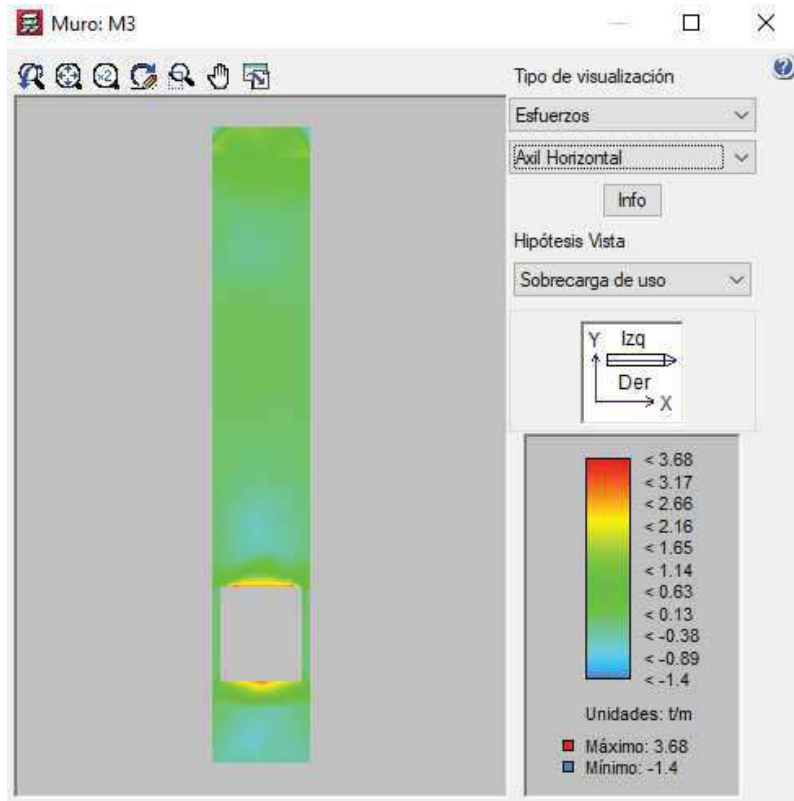 Muro: M3
x2
Tipo de visualización
Esfuerzos
Axil Horizontal
Info
Hipótesis Vista
Sobrecarga de uso
Y Izq
Der
X
< 3.68
< 3.17
< 2.66
< 2.16
< 1.65
< 1.14
< 0.63
< 0.13
< -0.38
< -0.89
< -1.4
Unidades: t/m
Máximo: 3.68
Mínimo: -1.4